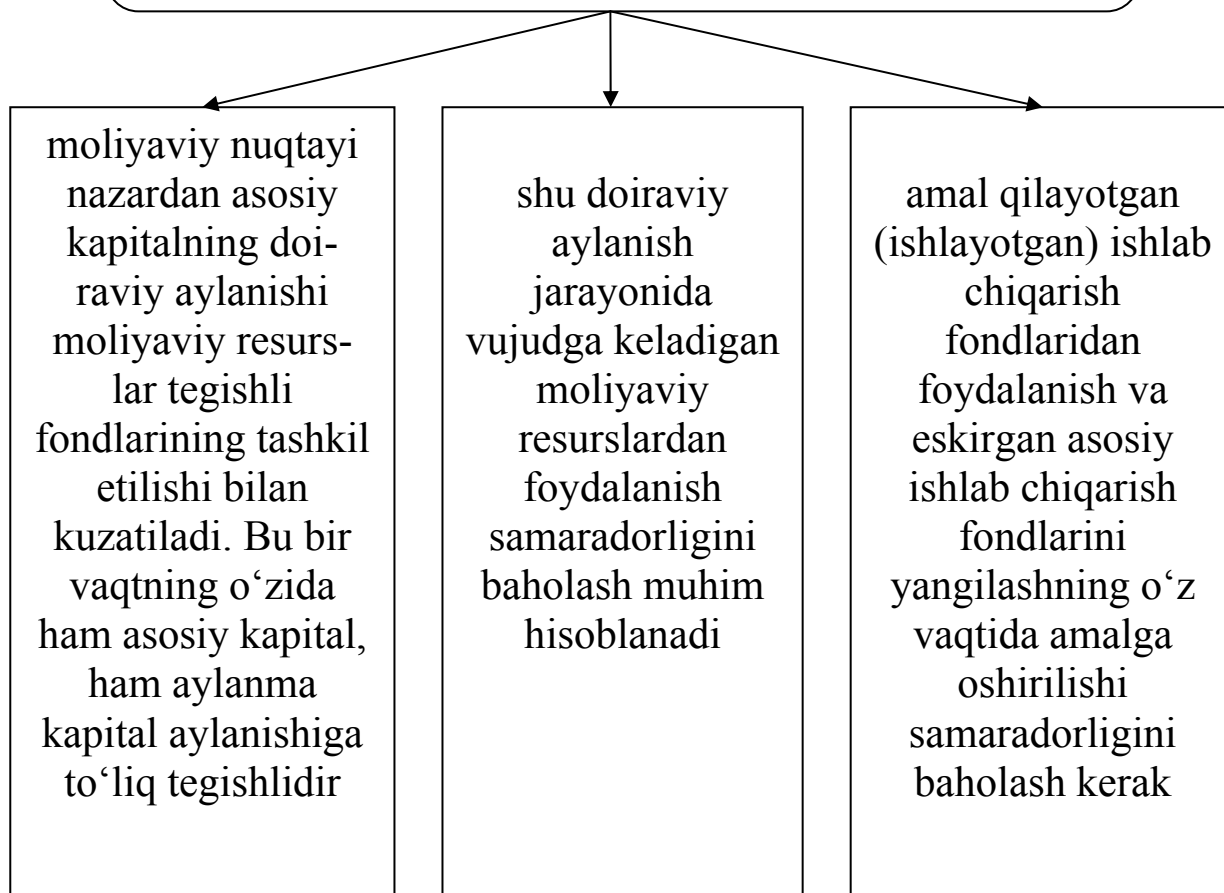 moliyaviy nuqtayi
nazardan asosiy
kapitalning doi-
raviy aylanishi
moliyaviy resurs-
lar tegishli
fondlarining tashkil
etilishi bilan
kuzatiladi. Bu bir
vaqtning o‘zida
ham asosiy kapital,
ham aylanma
kapital aylanishiga
to‘liq tegishlidir
shu doiraviy
aylanish
jarayonida
vujudga keladigan
moliyaviy
resurslardan
foydalanish
samaradorligini
baholash muhim
hisoblanadi
amal qilayotgan
(ishlayotgan) ishlab
chiqarish
fondlaridan
foydalanish va
eskirgan asosiy
ishlab chiqarish
fondlarini
yangilashning o‘z
vaqtida amalga
oshirilishi
samaradorligini
baholash kerak